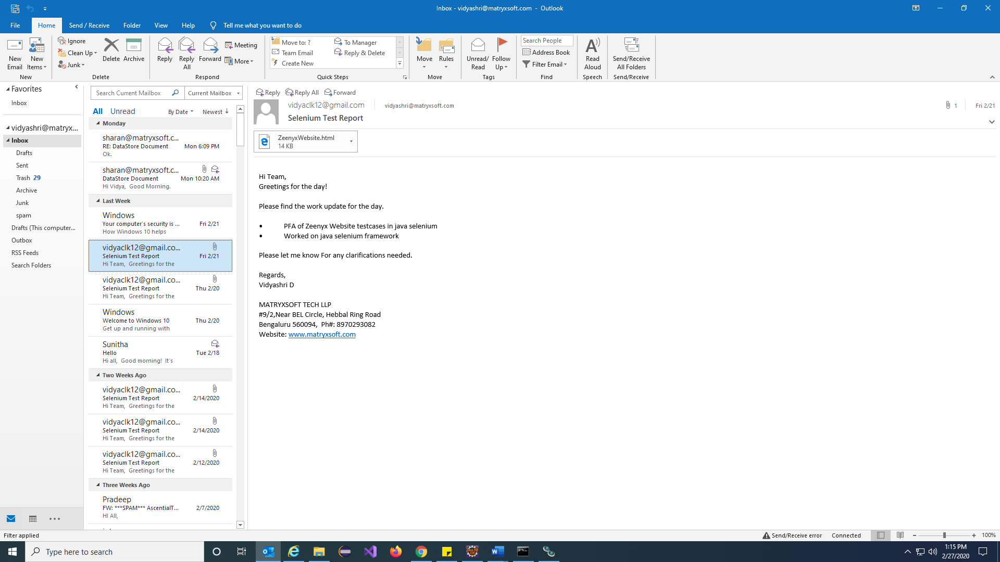 Inbox - vidyashri@matryxsoft.com - Outlook
File Home Send / Receive Folder View Help Tell me what you want to do
New Email
New Items
New
Ignore
Clean Up
Junk
Delete
Archive
Delete
Reply
Reply All
Forward
Meeting
More
Respond
Move to: ?
Team Email
Create New
To Manager
Reply & Delete
Quick Steps
Move
Rules
Move
Unread/ Read
Follow Up
Tags
Search People
Address Book
Filter Email
Find
Read Aloud
Speech
Send/Receive All Folders
Send/Receive
Favorites
Inbox
vidyashri@matryx...
Inbox
Drafts
Sent
Trash 29
Archive
Junk
spam
Drafts (This computer...
Outbox
RSS Feeds
Search Folders
Search Current Mailbox Current Mailbox
All Unread By Date Newest
Monday
sharan@matryxsoft.c...
RE: DataStore Document Mon 6:09 PM
Ok.
sharan@matryxsoft.c...
DataStore Document Mon 10:20 AM
Hi Vidya, Good Morning.
Last Week
Windows
Your computer's security is ... Fri 2/21
How Windows 10 helps
vidyaclk12@gmail.co...
Selenium Test Report Fri 2/21
Hi Team, Greetings for the
vidyaclk12@gmail.co...
Selenium Test Report Thu 2/20
Hi Team, Greetings for the
Windows
Welcome to Windows 10 Thu 2/20
Get up and running with
Sunitha
Hello Tue 2/18
Hi all, Good morning! It's
Two Weeks Ago
vidyaclk12@gmail.co...
Selenium Test Report 2/14/2020
Hi Team, Greetings for the
vidyaclk12@gmail.co...
Selenium Test Report 2/14/2020
Hi Team, Greetings for the
vidyaclk12@gmail.co...
Selenium Test Report 2/12/2020
Hi Team, Greetings for the
Three Weeks Ago
Pradeep
FW: ***SPAM*** AscentialT... 2/7/2020
HI All,
Reply Reply All Forward
vidyaclk12@gmail.com vidyashri@matryxsoft.com 1 Fri 2/21
Selenium Test Report
ZeenyxWebsite.html
14 KB
Hi Team,
Greetings for the day!
Please find the work update for the day.
• PFA of Zeenyx Website testcases in java selenium
• Worked on java selenium framework
Please let me know For any clarifications needed.
Regards,
Vidyashri D
MATRYXSOFT TECH LLP
#9/2,Near BEL Circle, Hebbal Ring Road
Bengaluru 560094, Ph#: 8970293082
Website: www.matryxsoft.com
Filter applied Send/Receive error Connected 100%
Type here to search
1:15 PM
2/27/2020